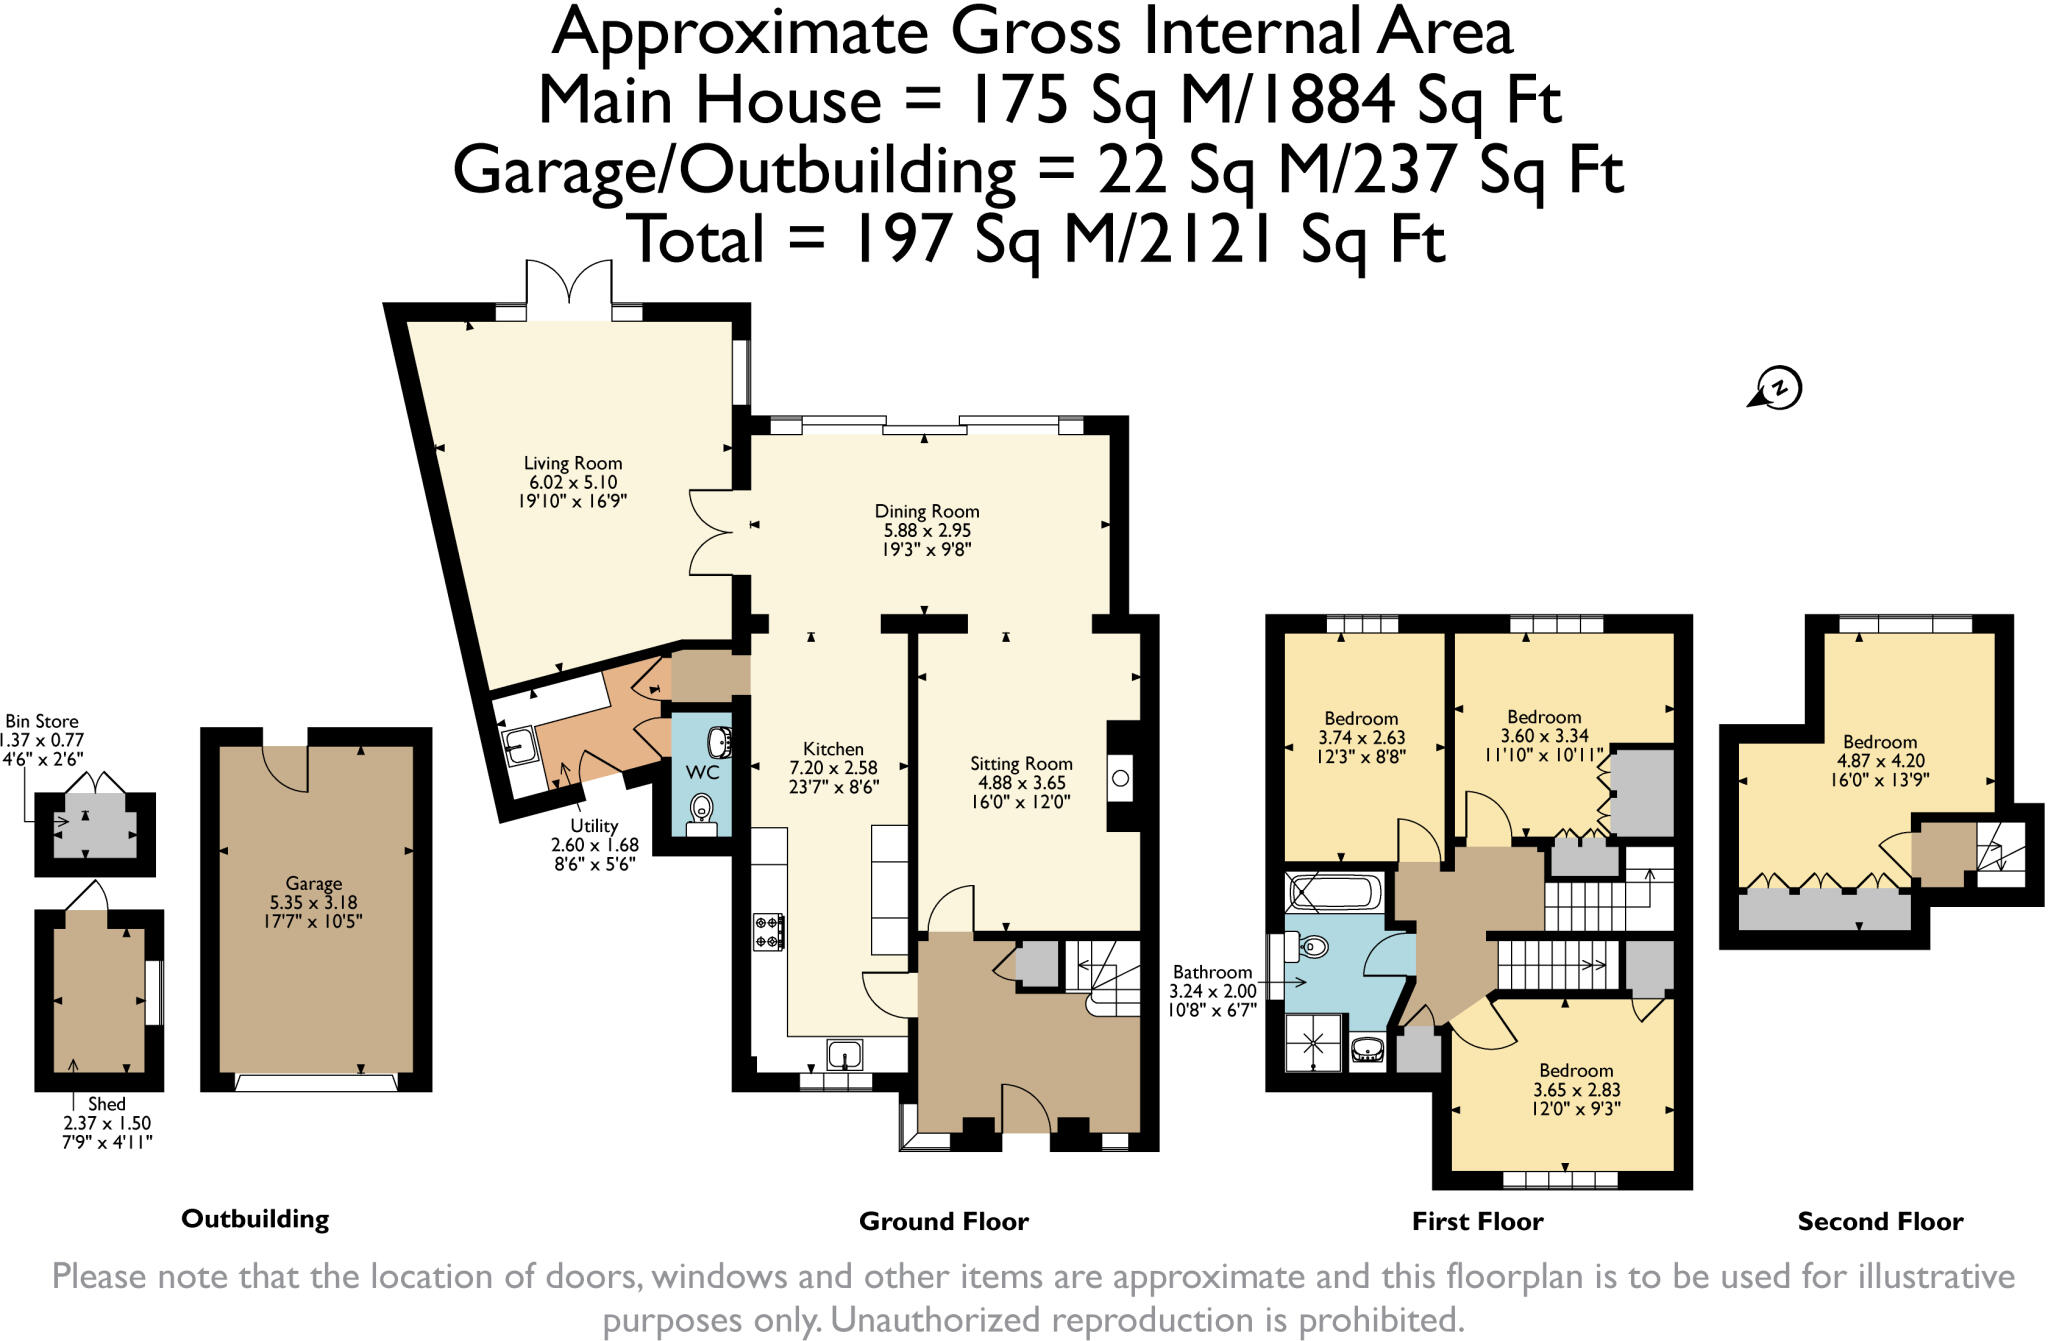 Approximate Gross Internal Area
Main House = 175 Sq M/1884 Sq Ft
Garage/Outbuilding = 22 Sq M/237 Sq Ft
Total = 197 Sq M/2121 Sq Ft
N
Living Room
6.02 x 5.10
19'10" x 16'9"
Dining Room
5.88 x 2.95
19'3" x 9'8"
Kitchen
7.20 x 2.58
23'7" x 8'6"
Sitting Room
4.88 x 3.65
16'0" x 12'0"
WC
Utility
2.60 x 1.68
8'6" x 5'6"
Bin Store
1.37 x 0.77
4'6" x 2'6"
Garage
5.35 x 3.18
17'7" x 10'5"
Shed
2.37 x 1.50
7'9" x 4'11"
Bedroom
3.74 x 2.63
12'3" x 8'8"
Bedroom
3.60 x 3.34
11'10" x 10'11"
Bathroom
3.24 x 2.00
10'8" x 6'7"
Bedroom
3.65 x 2.83
12'0" x 9'3"
Bedroom
4.87 x 4.20
16'0" x 13'9"
Outbuilding
Ground Floor
First Floor
Second Floor
Please note that the location of doors, windows and other items are approximate and this floorplan is to be used for illustrative
purposes only. Unauthorized reproduction is prohibited.